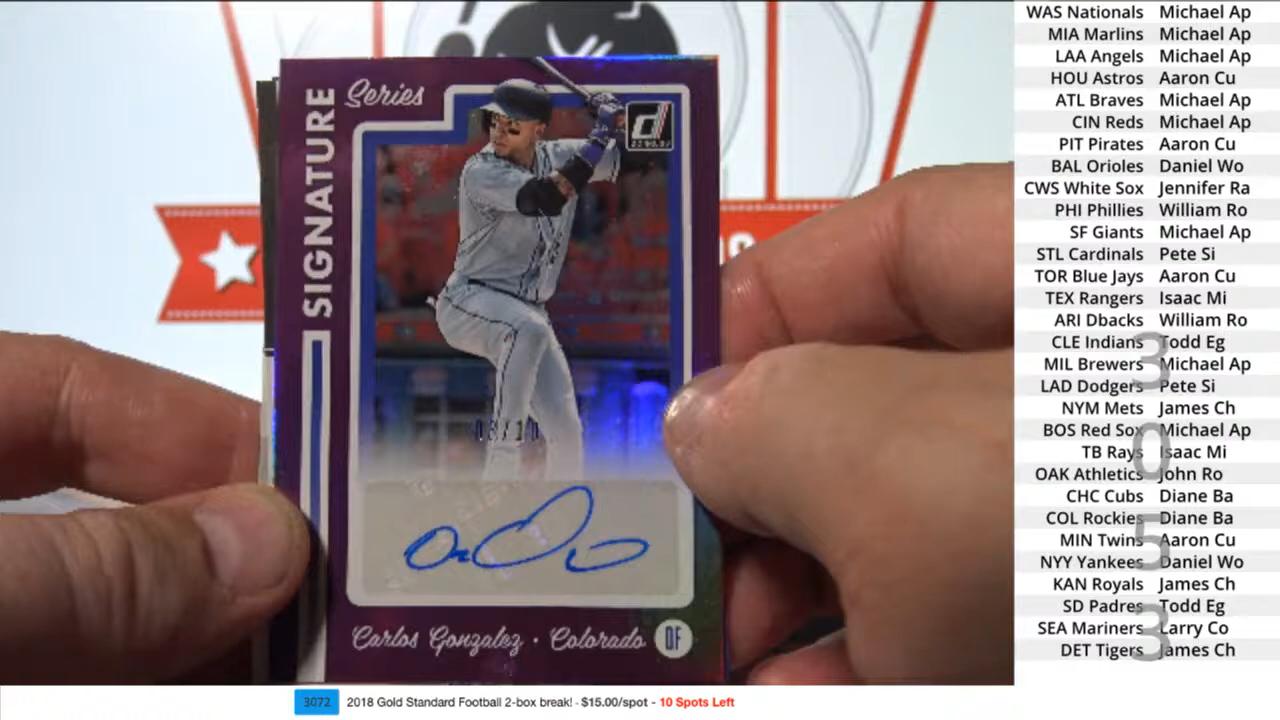 Series
SIGNATURE
Carlos Gonzalez • Colorado OF
WAS Nationals Michael Ap
MIA Marlins Michael Ap
LAA Angels Michael Ap
HOU Astros Aaron Cu
ATL Braves Michael Ap
CIN Reds Michael Ap
PIT Pirates Aaron Cu
BAL Orioles Daniel Wo
CWS White Sox Jennifer Ra
PHI Phillies William Ro
SF Giants Michael Ap
STL Cardinals Pete Si
TOR Blue Jays Aaron Cu
TEX Rangers Isaac Mi
ARI Dbacks William Ro
CLE Indians Todd Eg
MIL Brewers Michael Ap
LAD Dodgers Pete Si
NYM Mets James Ch
BOS Red Sox Michael Ap
TB Rays Isaac Mi
OAK Athletics John Ro
CHC Cubs Diane Ba
COL Rockies Diane Ba
MIN Twins Aaron Cu
NYY Yankees Daniel Wo
KAN Royals James Ch
SD Padres Todd Eg
SEA Mariners Larry Co
DET Tigers James Ch
3053
3072 2018 Gold Standard Football 2-box break! - $15.00/spot - 10 Spots Left